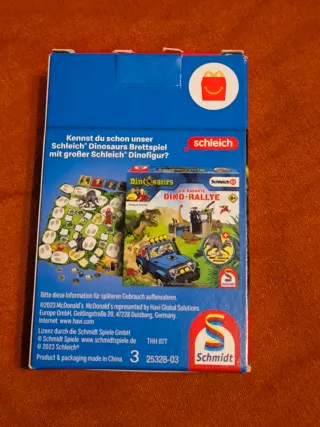 Kennst du schon unser
Schleich® Dinosaurs Brettspiel
mit großer Schleich® Dinofigur?
schleich
Dinosaurs
DINO-RALLYE
Schleich
Schmidt
Bitte diese Information für späteren Gebrauch aufbewahren.
©2023 McDonald's McDonald's represented by Havi Global Solutions
Europe GmbH, Geitlingstraße 20, 47228 Duisburg, Germany
Internet www.havi.com
Lizenz durch die Schmidt Spiele GmbH.
© Schmidt Spiele www.schmidtspiele.de THH 07T
© 2023 Schleich®
Product & packaging made in China. 3 25328-03
Schmidt